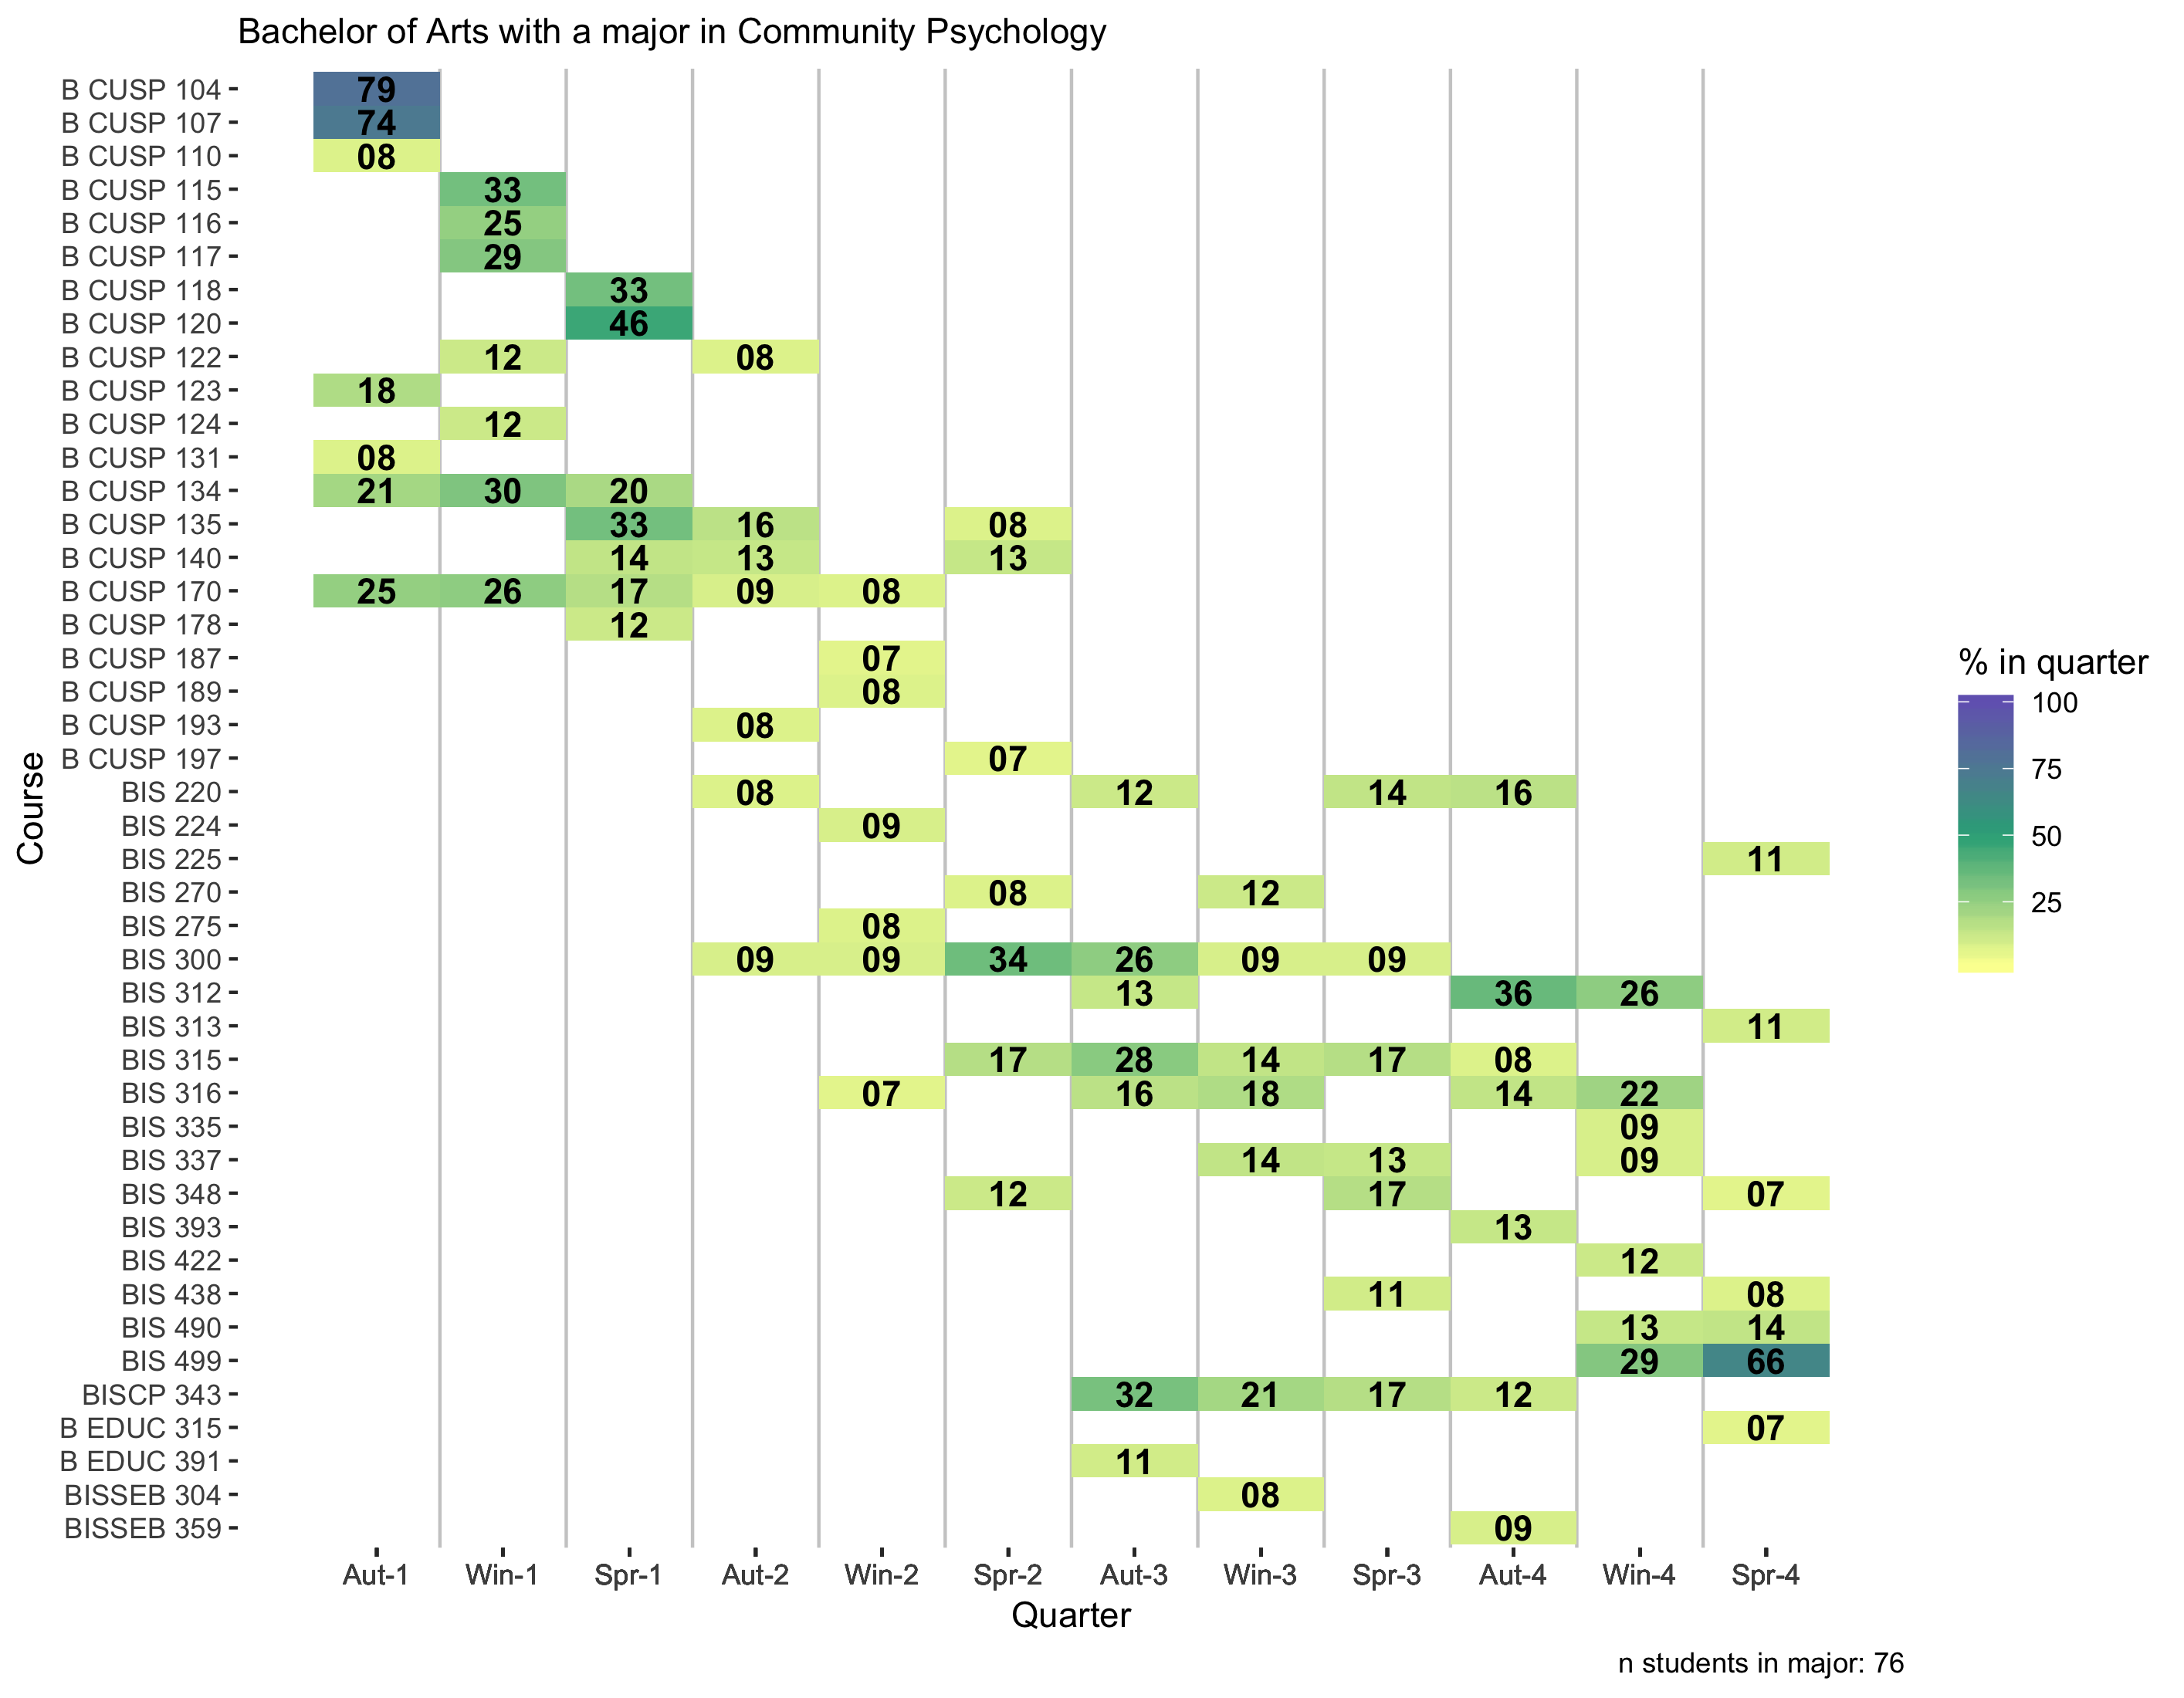 Bachelor of Arts with a major in Community Psychology
B CUSP 104 79
B CUSP 107 74
B CUSP 110 08
B CUSP 115 33
B CUSP 116 25
B CUSP 117 29
B CUSP 118 33
B CUSP 120 46
B CUSP 122 12 08
B CUSP 123 18
B CUSP 124 12
B CUSP 131 08
B CUSP 134 21 30 20
B CUSP 135 33 16 08
B CUSP 140 14 13 13
B CUSP 170 25 26 17 09 08
B CUSP 178 12
B CUSP 187 07
B CUSP 189 08
B CUSP 193 08
B CUSP 197 07
BIS 220 08 12 14 16
BIS 224 09
BIS 225 11
BIS 270 08 12
BIS 275 08
BIS 300 09 09 34 26 09 09
BIS 312 13 36 26
BIS 313 11
BIS 315 17 28 14 17 08
BIS 316 07 16 18 14 22
BIS 335 09
BIS 337 14 13 09
BIS 348 12 17 07
BIS 393 13
BIS 422 12
BIS 438 11 08
BIS 490 13 14
BIS 499 29 66
BISCP 343 32 21 17 12
B EDUC 315 07
B EDUC 391 11
BISSEB 304 08
BISSEB 359 09
Course
Aut-1 Win-1 Spr-1 Aut-2 Win-2 Spr-2 Aut-3 Win-3 Spr-3 Aut-4 Win-4 Spr-4
Quarter
% in quarter
100
75
50
25
n students in major: 76